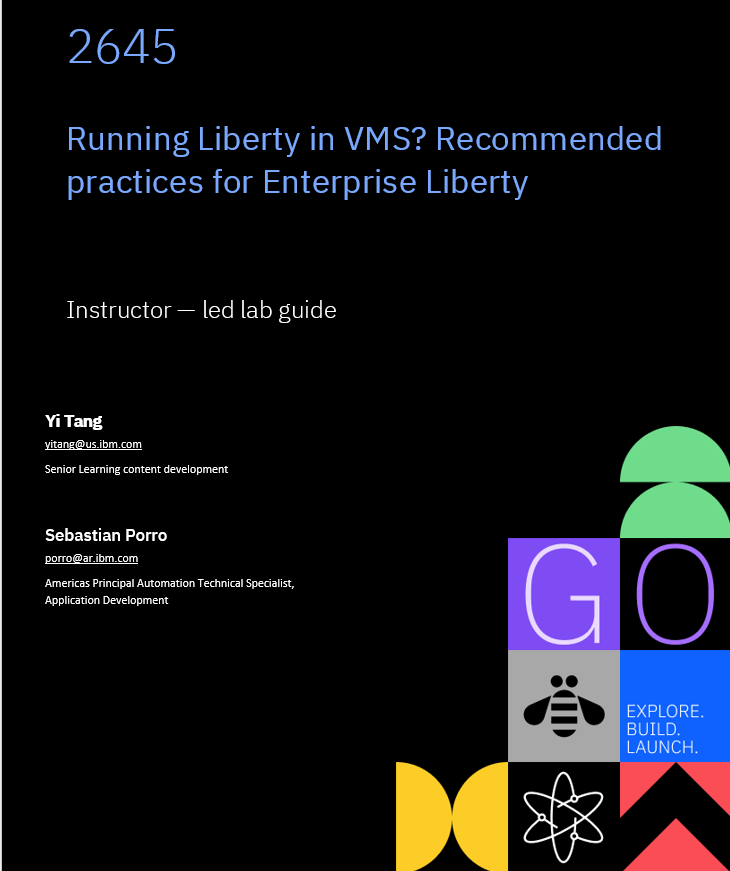 2645
Running Liberty in VMS? Recommended
practices for Enterprise Liberty
Instructor — led lab guide
Yi Tang
yitang@us.ibm.com
Senior Learning content development
Sebastian Porro
porro@ar.ibm.com
Americas Principal Automation Technical Specialist,
Application Development
GO
EXPLORE.
BUILD.
LAUNCH.